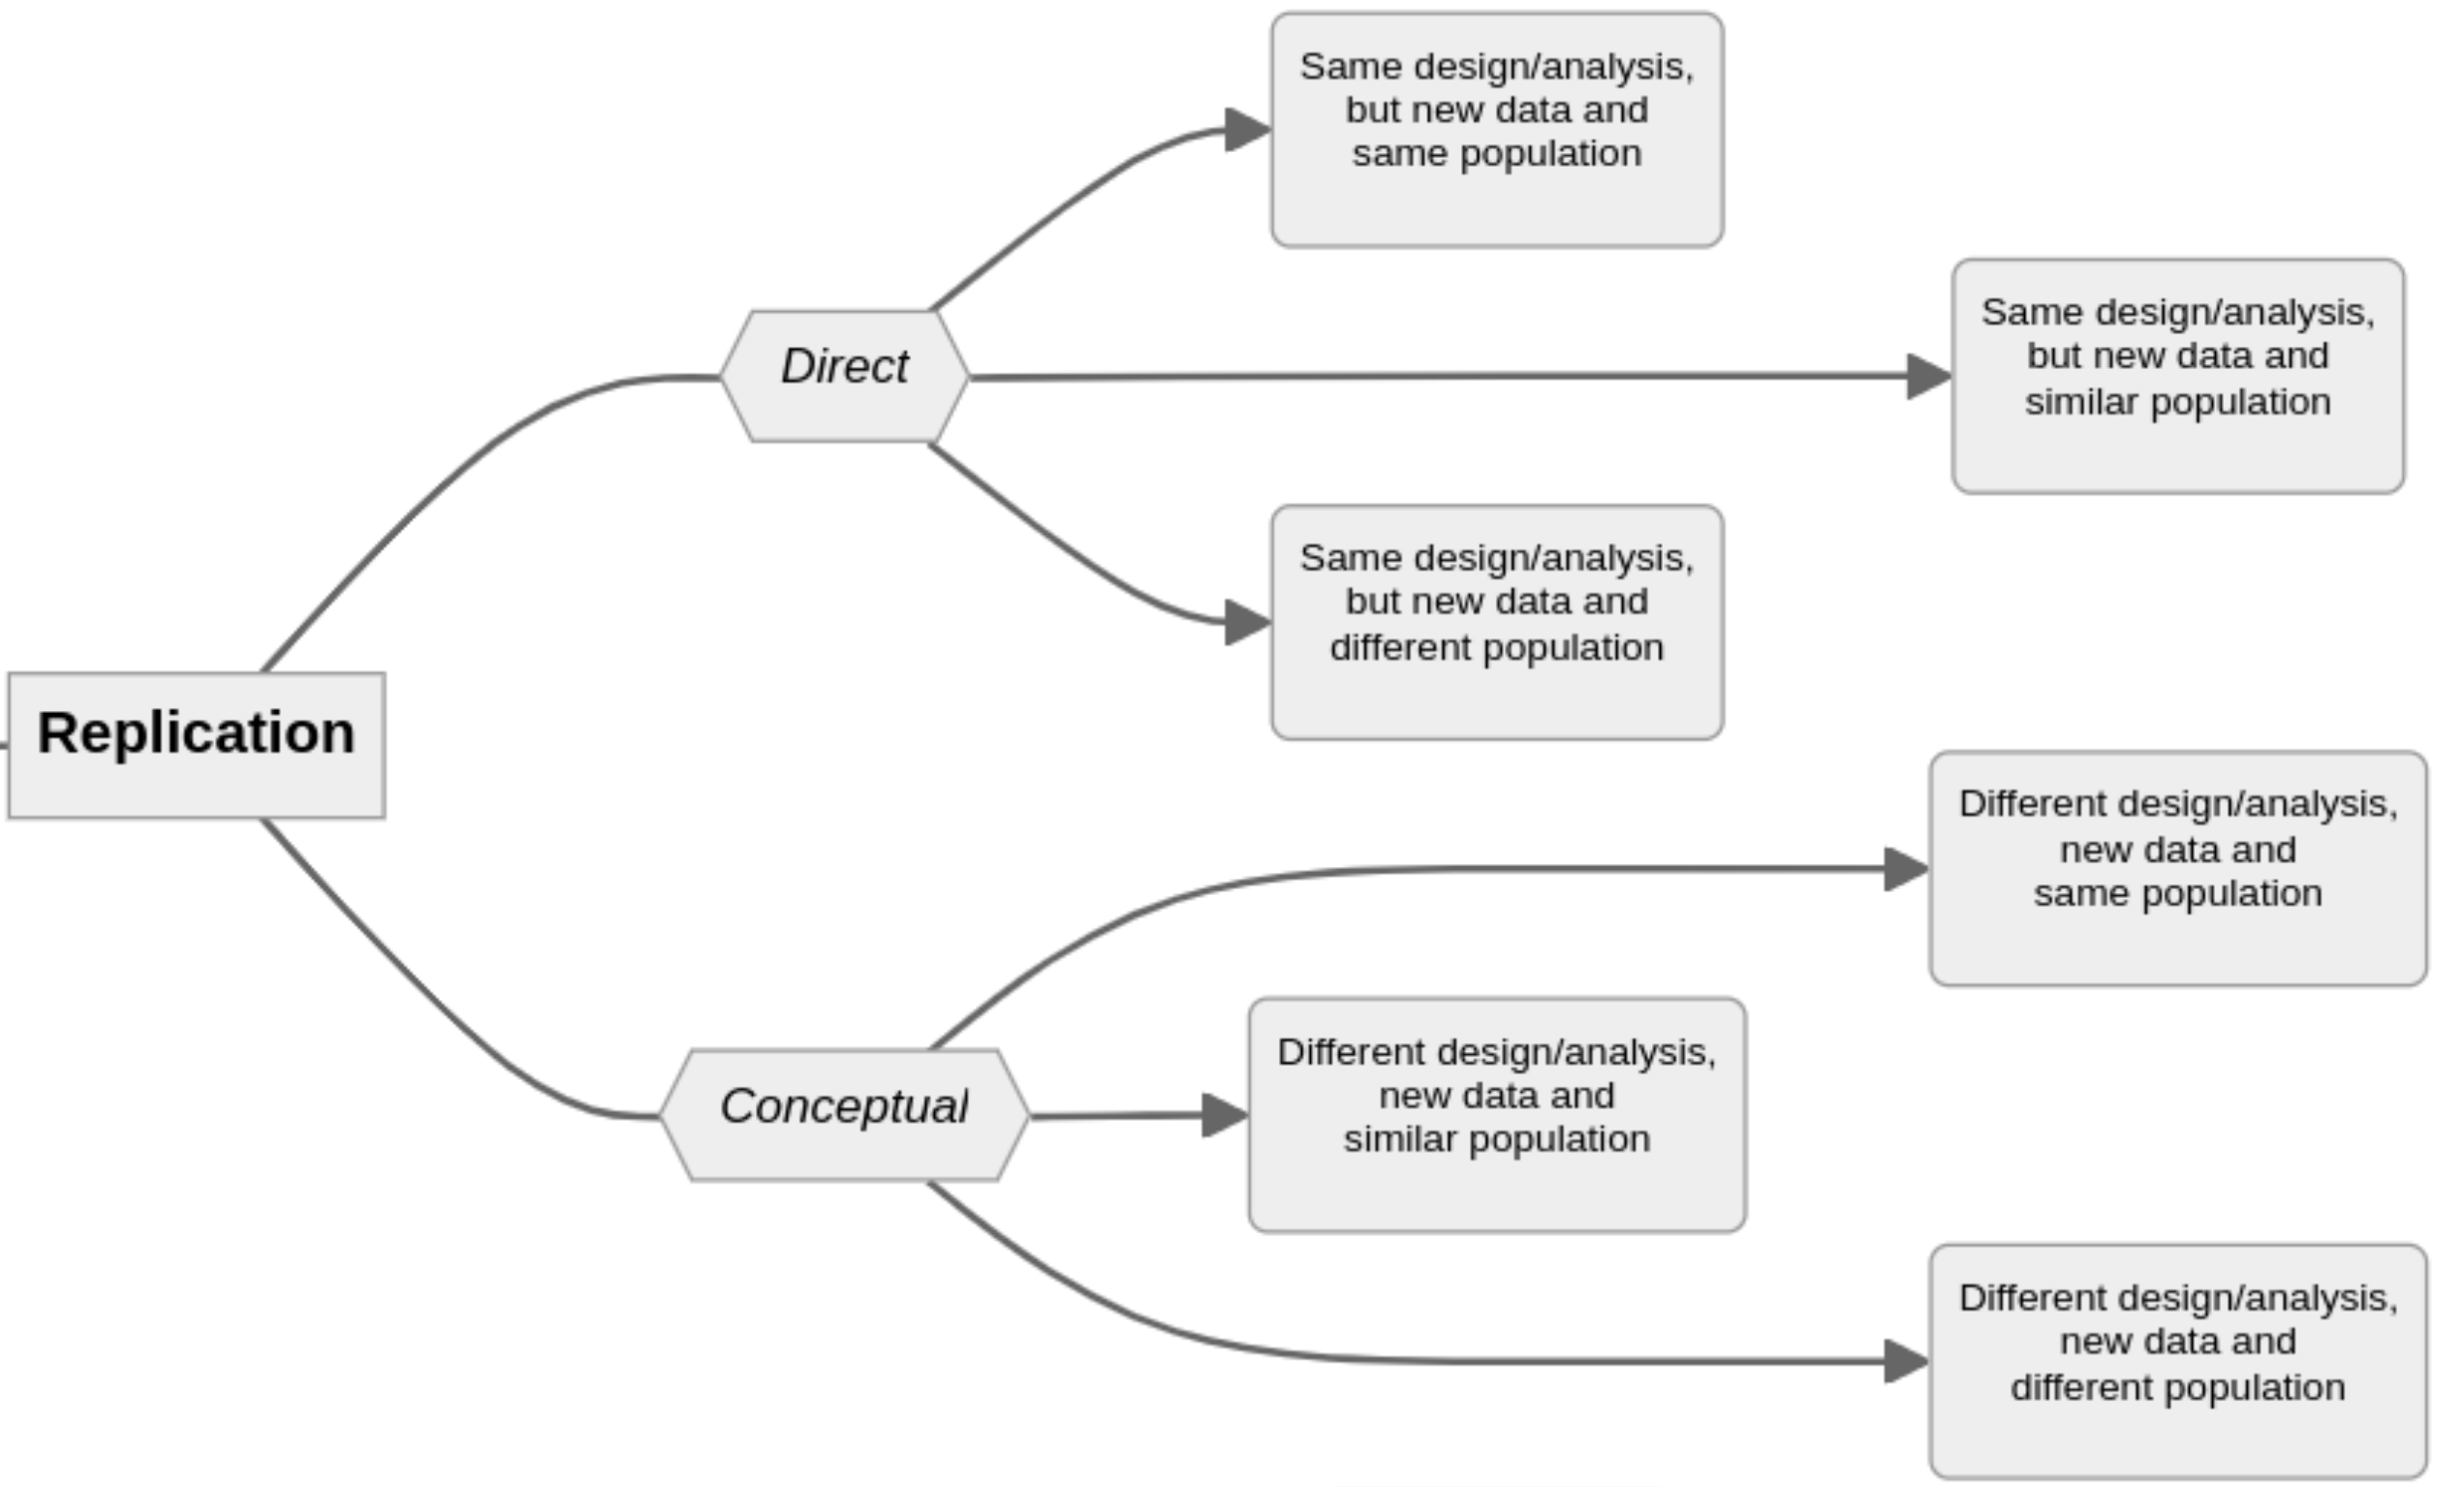 Same design/analysis,
but new data and
same population
Same design/analysis,
but new data and
similar population
Direct
Same design/analysis,
but new data and
different population
Replication
Different design/analysis,
new data and
same population
Different design/analysis,
new data and
similar population
Conceptual
Different design/analysis,
new data and
different population